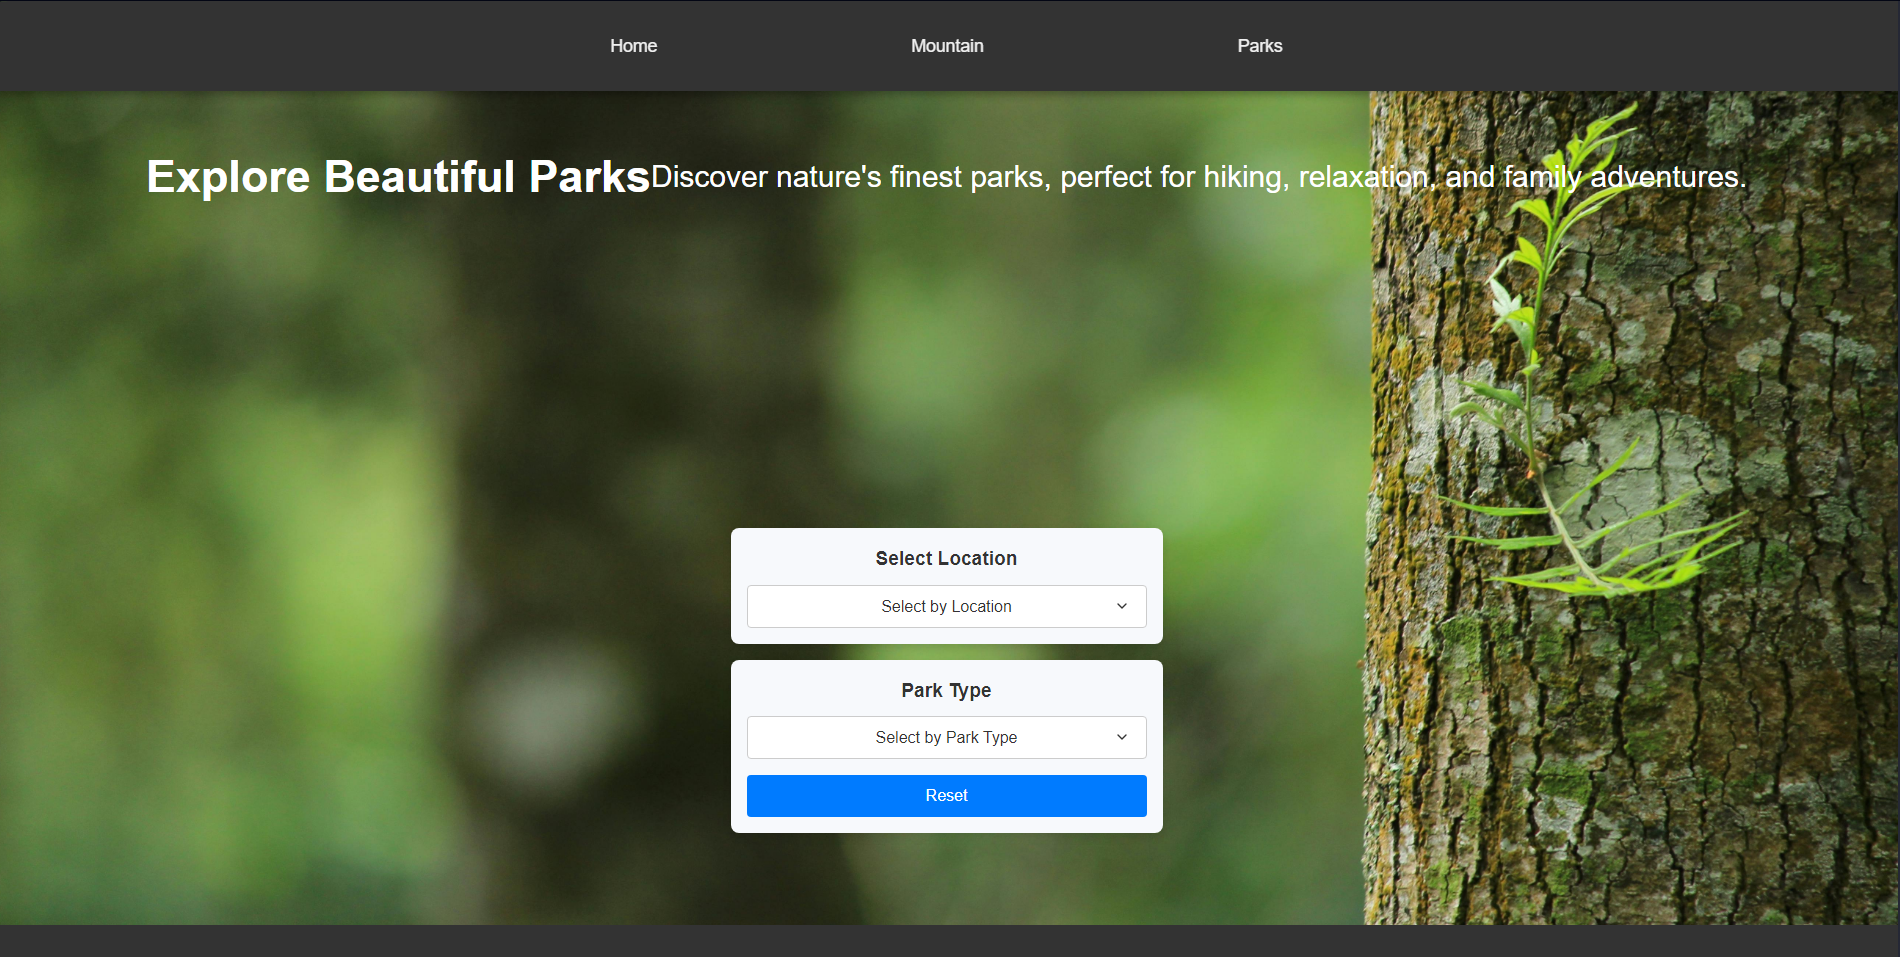 Home Mountain Parks
Explore Beautiful ParksDiscover nature's finest parks, perfect for hiking, relaxation, and family adventures.
Select Location
Select by Location
Park Type
Select by Park Type
Reset